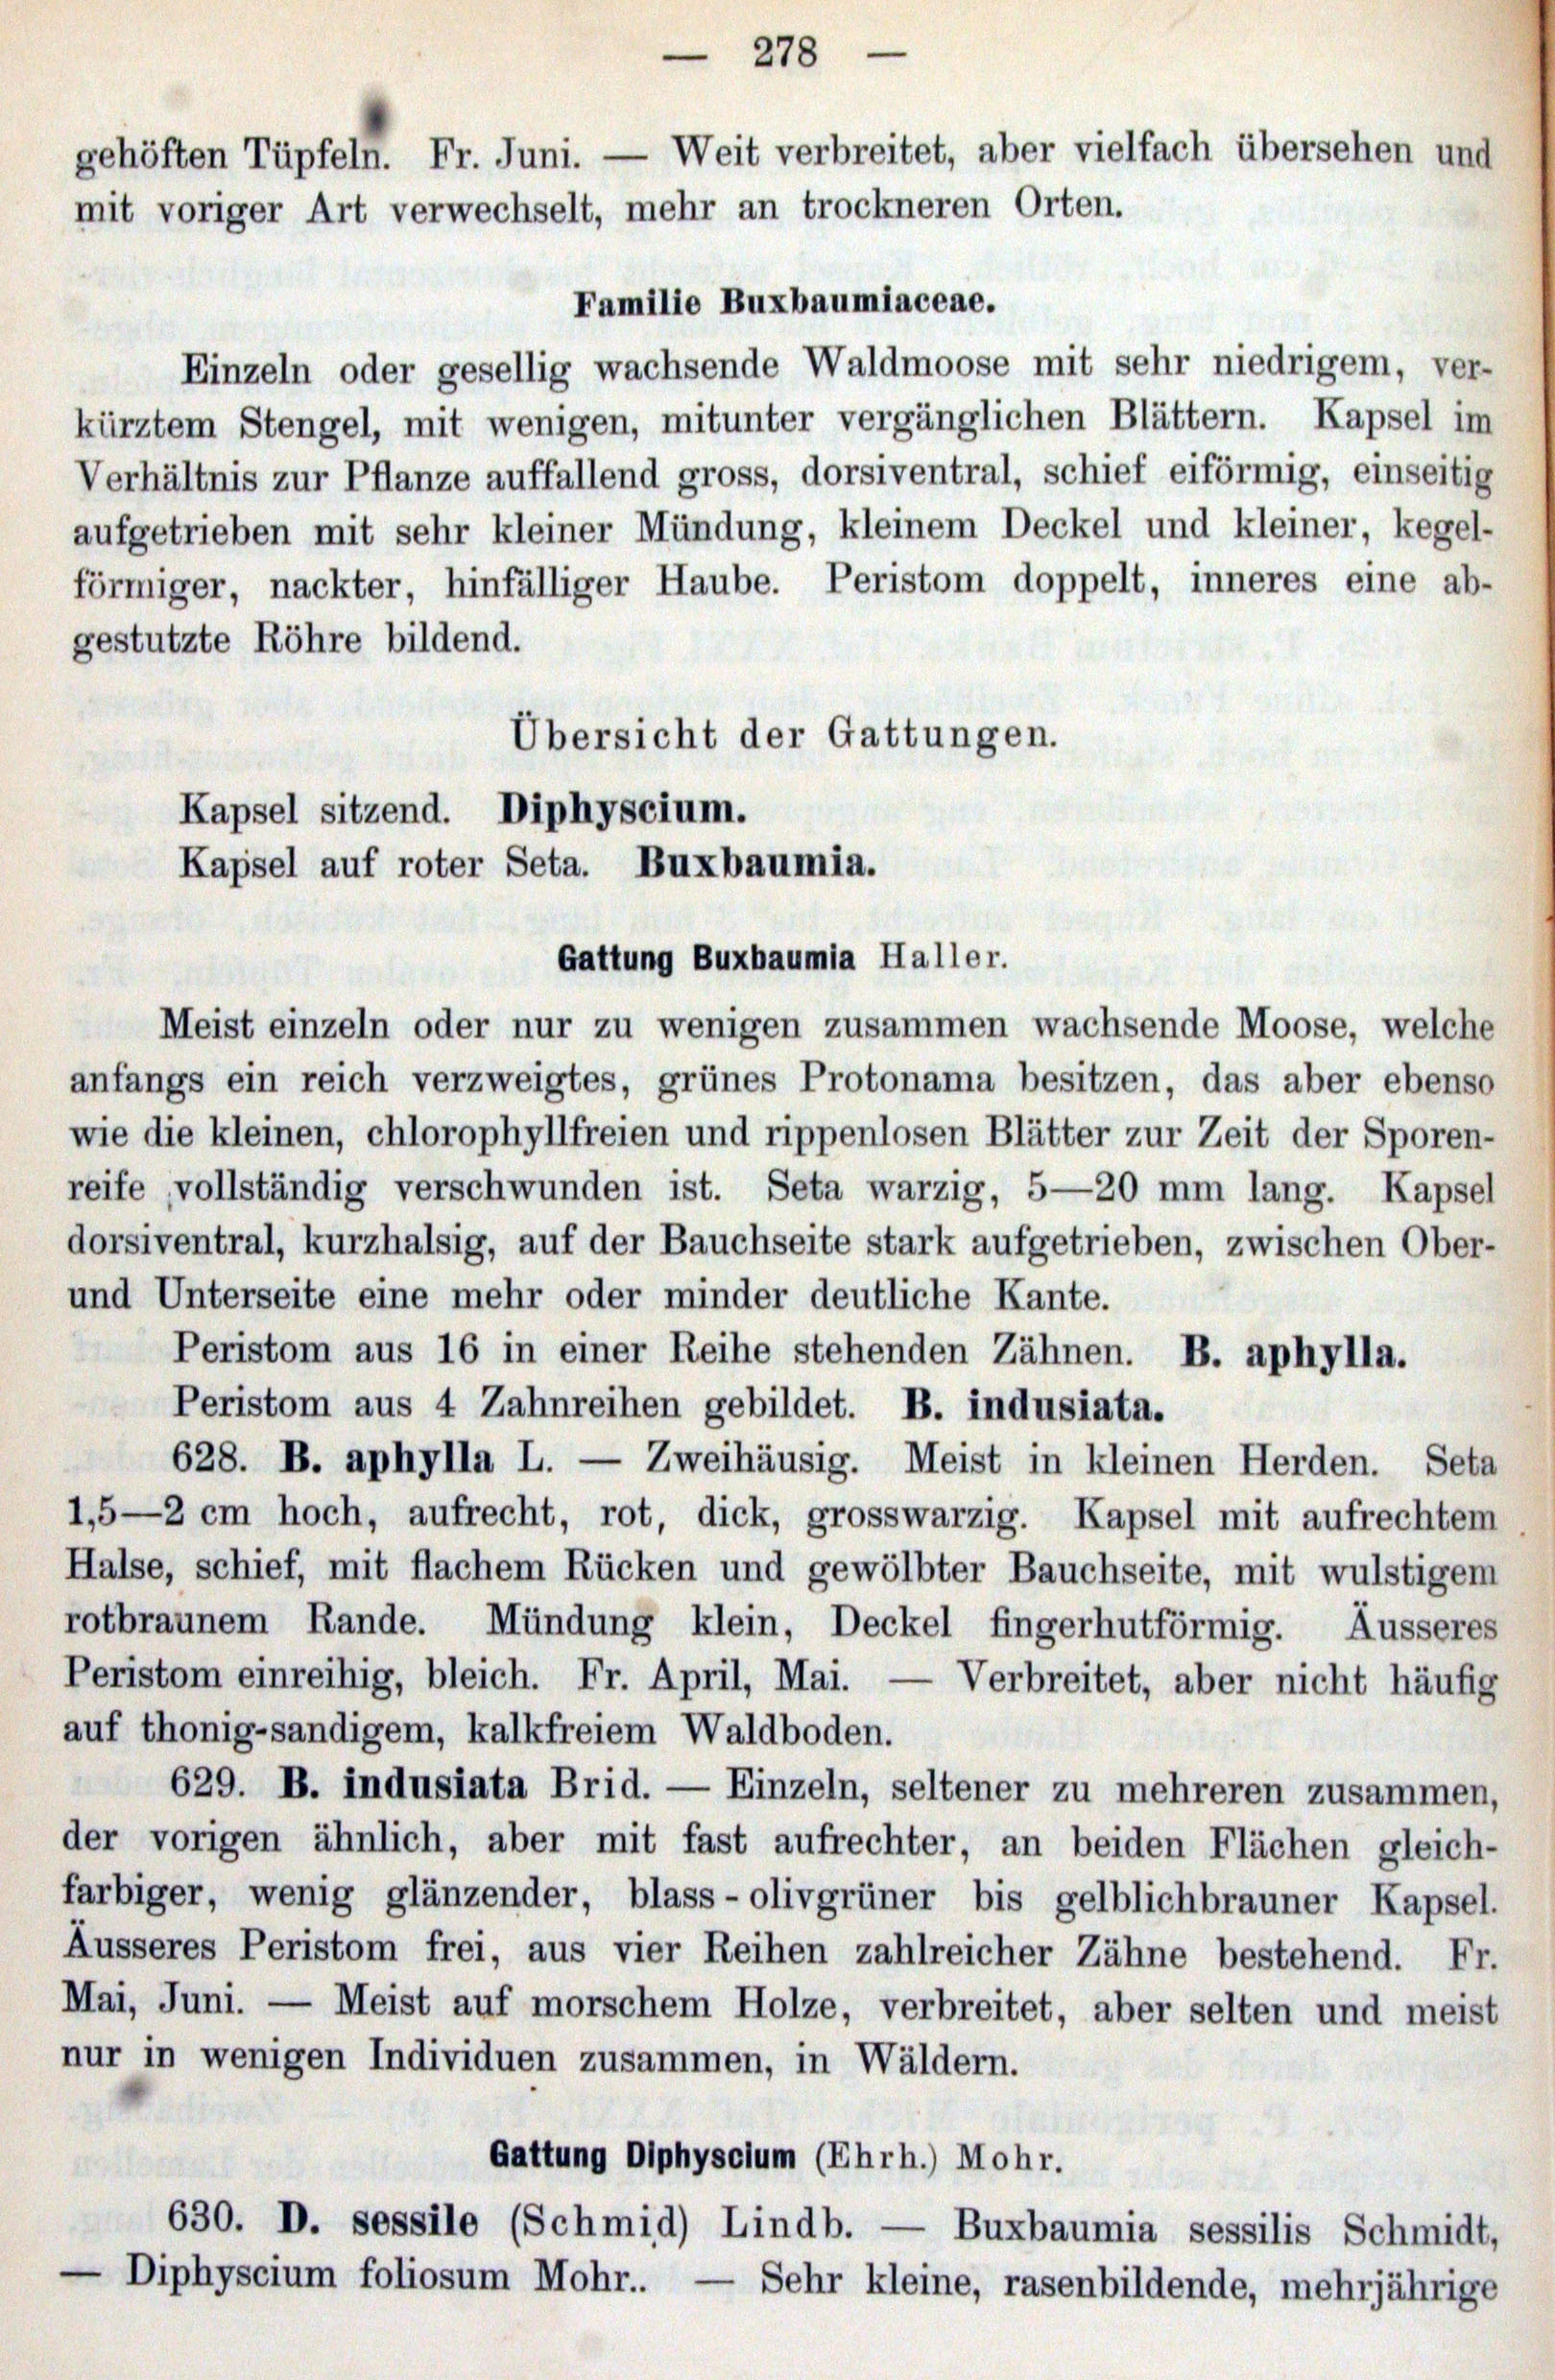 — 278 —
gehöften Tüpfeln. Fr. Juni. — Weit verbreitet, aber vielfach übersehen und
mit voriger Art verwechselt, mehr an trockneren Orten.
Familie Buxbaumiaceae.
Einzeln oder gesellig wachsende Waldmoose mit sehr niedrigem, ver-
kürztem Stengel, mit wenigen, mitunter vergänglichen Blättern. Kapsel im
Verhältnis zur Pflanze auffallend gross, dorsiventral, schief eiförmig, einseitig
aufgetrieben mit sehr kleiner Mündung, kleinem Deckel und kleiner, kegel-
förmiger, nackter, hinfälliger Haube. Peristom doppelt, inneres eine ab-
gestutzte Röhre bildend.
Übersicht der Gattungen.
Kapsel sitzend. Diphyscium.
Kapsel auf roter Seta. Buxbaumia.
Gattung Buxbaumia Haller.
Meist einzeln oder nur zu wenigen zusammen wachsende Moose, welche
anfangs ein reich verzweigtes, grünes Protonama besitzen, das aber ebenso
wie die kleinen, chlorophyllfreien und rippenlosen Blätter zur Zeit der Sporen-
reife vollständig verschwunden ist. Seta warzig, 5—20 mm lang. Kapsel
dorsiventral, kurzhalsig, auf der Bauchseite stark aufgetrieben, zwischen Ober-
und Unterseite eine mehr oder minder deutliche Kante.
Peristom aus 16 in einer Reihe stehenden Zähnen. B. aphylla.
Peristom aus 4 Zahnreihen gebildet. B. indusiata.
628. B. aphylla L. — Zweihäusig. Meist in kleinen Herden. Seta
1,5—2 cm hoch, aufrecht, rot, dick, grosswarzig. Kapsel mit aufrechtem
Halse, schief, mit flachem Rücken und gewölbter Bauchseite, mit wulstigem
rotbraunem Rande. Mündung klein, Deckel fingerhutförmig. Äusseres
Peristom einreihig, bleich. Fr. April, Mai. — Verbreitet, aber nicht häufig
auf thonig-sandigem, kalkfreiem Waldboden.
629. B. indusiata Brid. — Einzeln, seltener zu mehreren zusammen,
der vorigen ähnlich, aber mit fast aufrechter, an beiden Flächen gleich-
farbiger, wenig glänzender, blass-olivgrüner bis gelblichbrauner Kapsel.
Äusseres Peristom frei, aus vier Reihen zahlreicher Zähne bestehend. Fr.
Mai, Juni. — Meist auf morschem Holze, verbreitet, aber selten und meist
nur in wenigen Individuen zusammen, in Wäldern.
Gattung Diphyscium (Ehrh.) Mohr.
630. D. sessile (Schmid) Lindb. — Buxbaumia sessilis Schmidt,
— Diphyscium foliosum Mohr.. — Sehr kleine, rasenbildende, mehrjährige